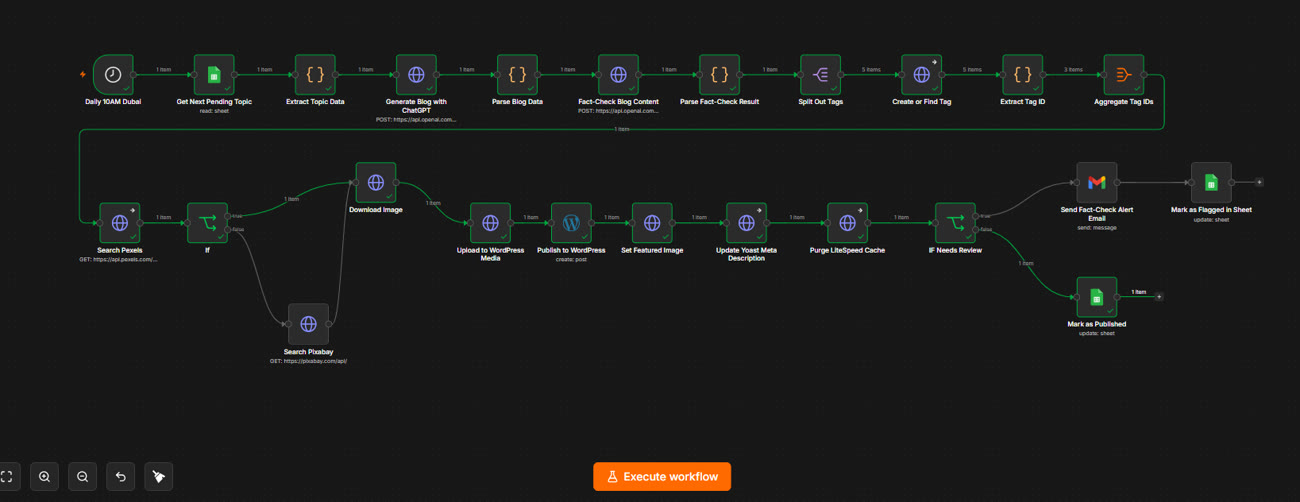 1 item
1 item
1 item
1 item
1 item
1 item
1 item
5 items
5 items
3 items
Daily 10AM Dubai
Get Next Pending Topic
read: sheet
Extract Topic Data
Generate Blog with
ChatGPT
POST: https://api.openai.com...
Parse Blog Data
Fact-Check Blog Content
POST: https://api.openai.com...
Parse Fact-Check Result
Split Out Tags
Create or Find Tag
Extract Tag ID
Aggregate Tag IDs
1 item
Search Pexels
GET: https://api.pexels.com/...
1 item
If
true
false
1 item
Download Image
1 item
Search Pixabay
GET: https://pixabay.com/api/
Upload to WordPress
Media
1 item
Publish to WordPress
create: post
1 item
Set Featured Image
1 item
Update Yoast Meta
Description
1 item
Purge LiteSpeed Cache
1 item
IF Needs Review
true
false
1 item
Send Fact-Check Alert
Email
send: message
Mark as Flagged in Sheet
update: sheet
1 item
Mark as Published
update: sheet
Execute workflow